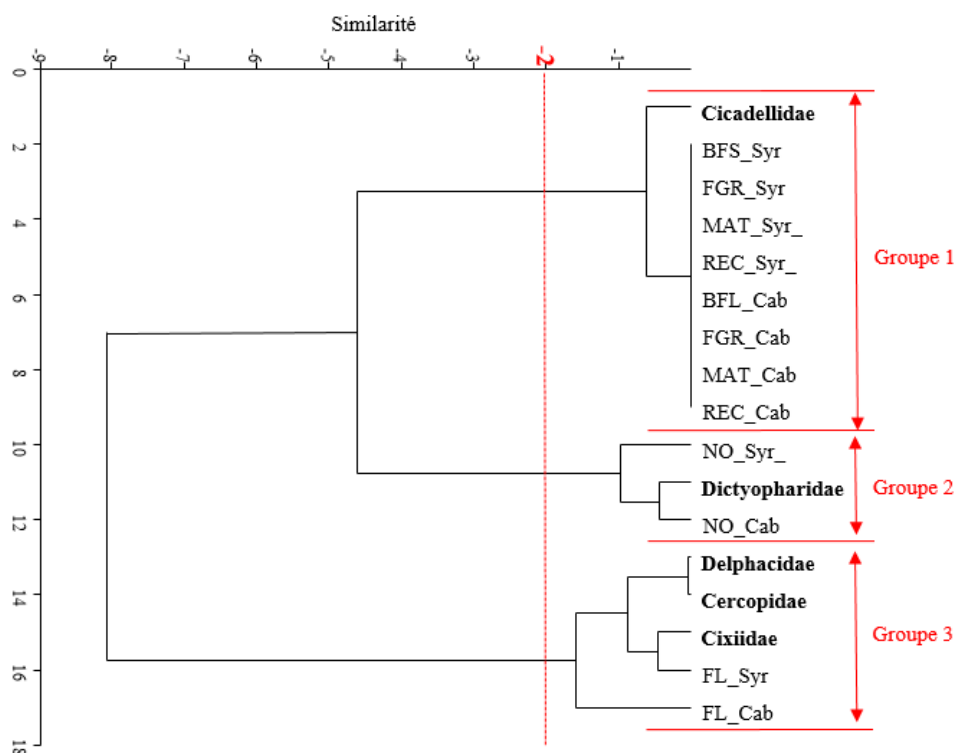 Similarité
-9
-8
-7
-6
-5
-4
-3
-2
-1
0
2
4
6
8
10
12
14
16
18
Cicadellidae
BFS_Syr
FGR_Syr
MAT_Syr_
REC_Syr_
BFL_Cab
FGR_Cab
MAT_Cab
REC_Cab
Groupe 1
NO_Syr_
Dictyopharidae
NO_Cab
Groupe 2
Delphacidae
Cercopidae
Cixiidae
FL_Syr
FL_Cab
Groupe 3